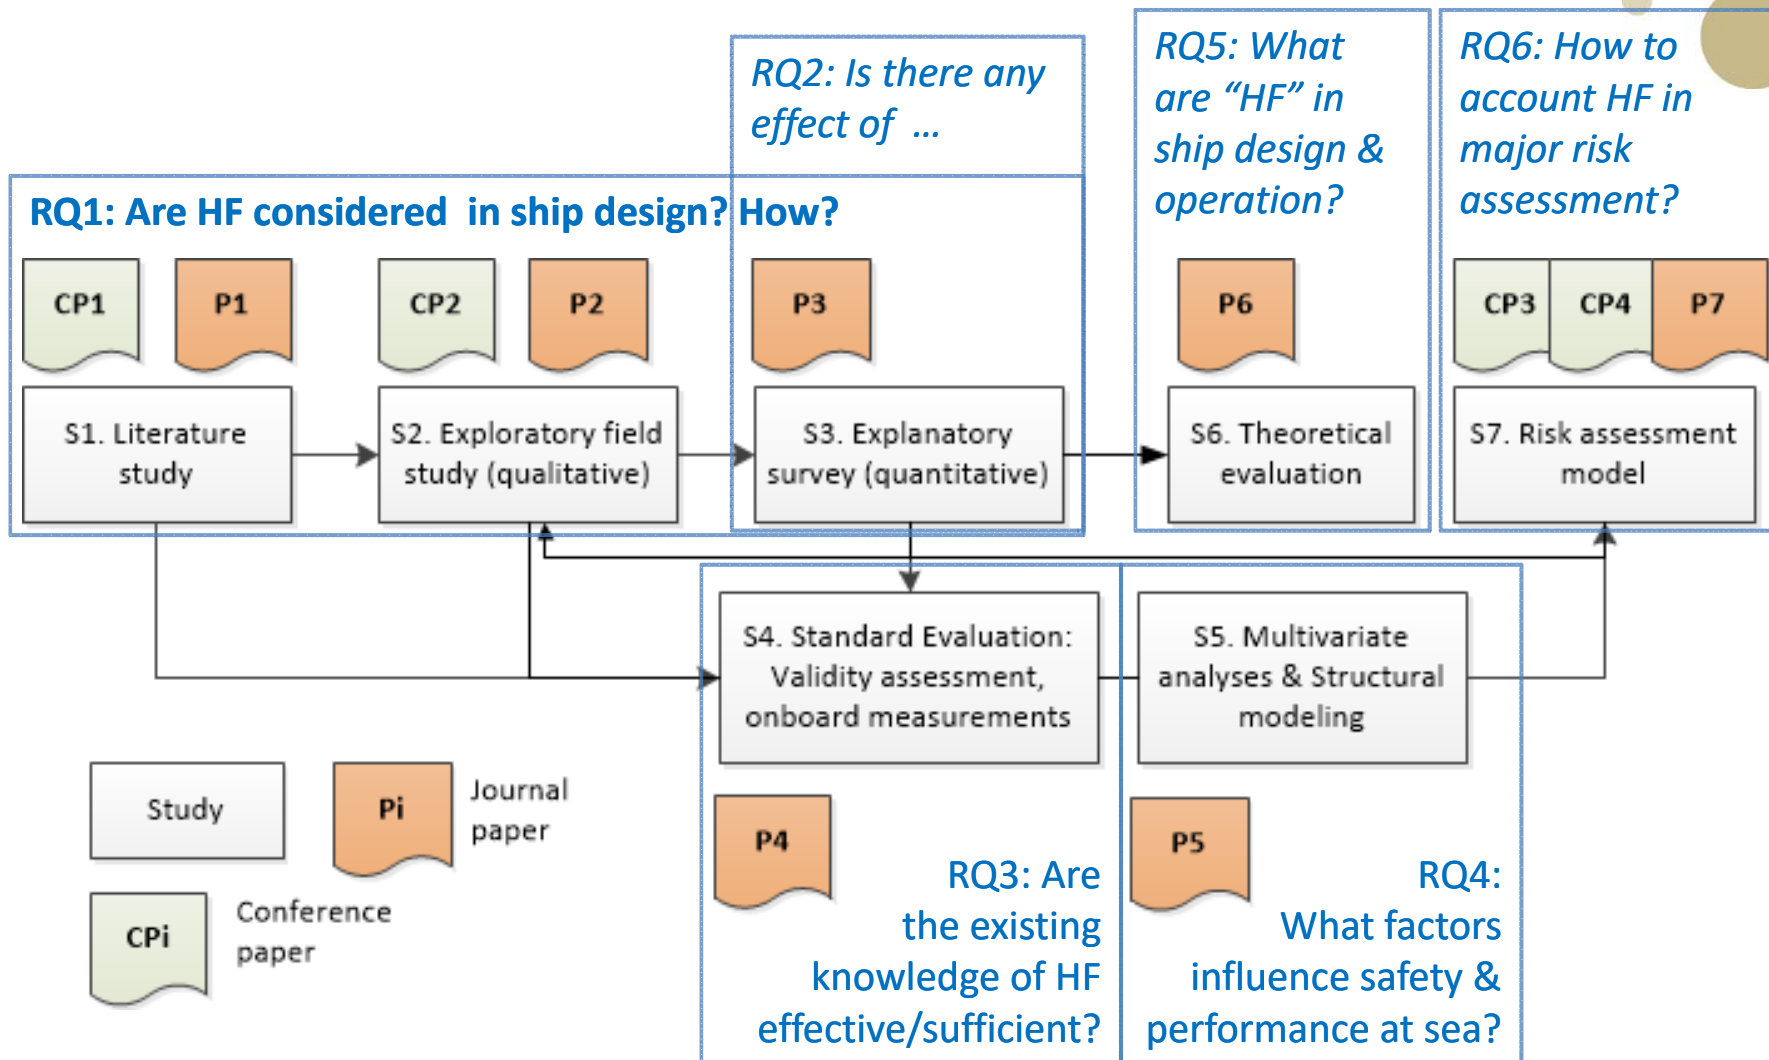 RQ2: Is there any
effect of ...
RQ5: What
are “HF” in
ship design &
operation?
RQ6: How to
account HF in
major risk
assessment?
RQ1: Are HF considered in ship design? How?
CP1
P1
CP2
P2
P3
P6
CP3
CP4
P7
S1. Literature
study
S2. Exploratory field
study (qualitative)
S3. Explanatory
survey (quantitative)
S6. Theoretical
evaluation
S7. Risk assessment
model
S4. Standard Evaluation:
Validity assessment,
onboard measurements
S5. Multivariate
analyses & Structural
modeling
P4
RQ3: Are
the existing
knowledge of HF
effective/sufficient?
P5
RQ4:
What factors
influence safety &
performance at sea?
Study
Pi
Journal
paper
CPi
Conference
paper